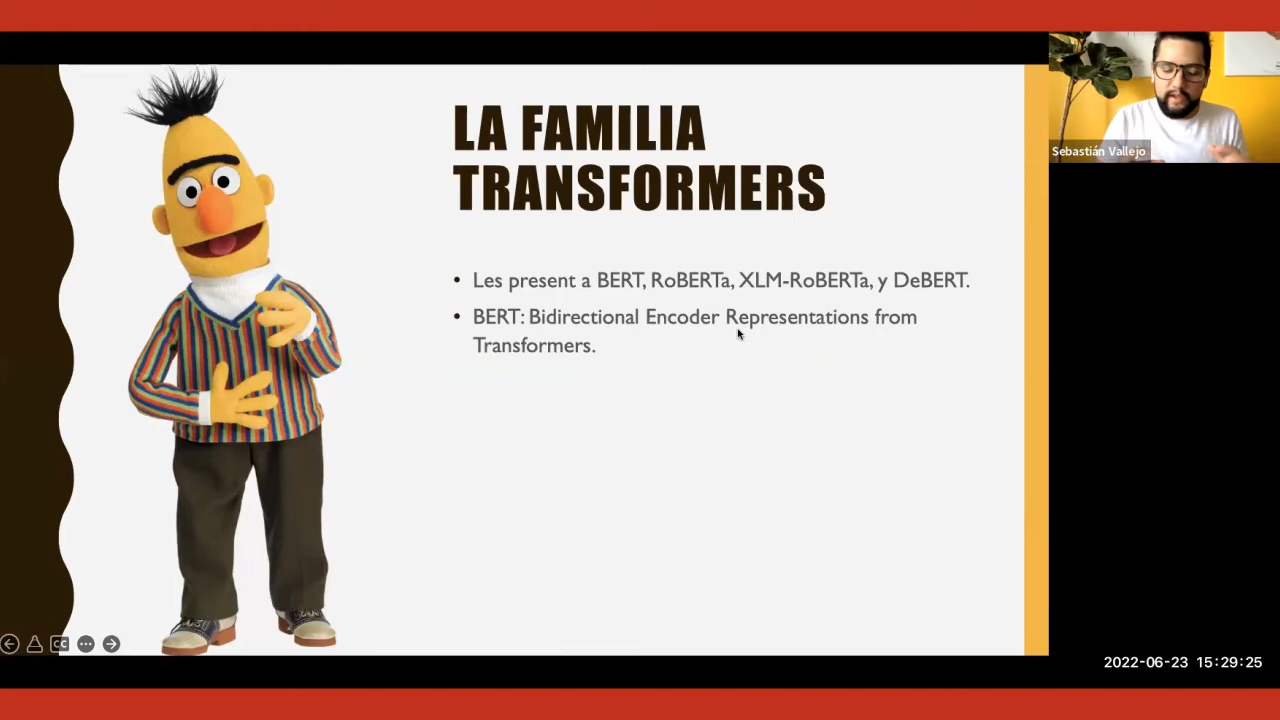 LA FAMILIA
TRANSFORMERS
• Les present a BERT, RoBERTa, XLM-RoBERTa, y DeBERT.
• BERT: Bidirectional Encoder Representations from
Transformers.
Sebastián Vallejo
CC
2022-06-23 15:29:25